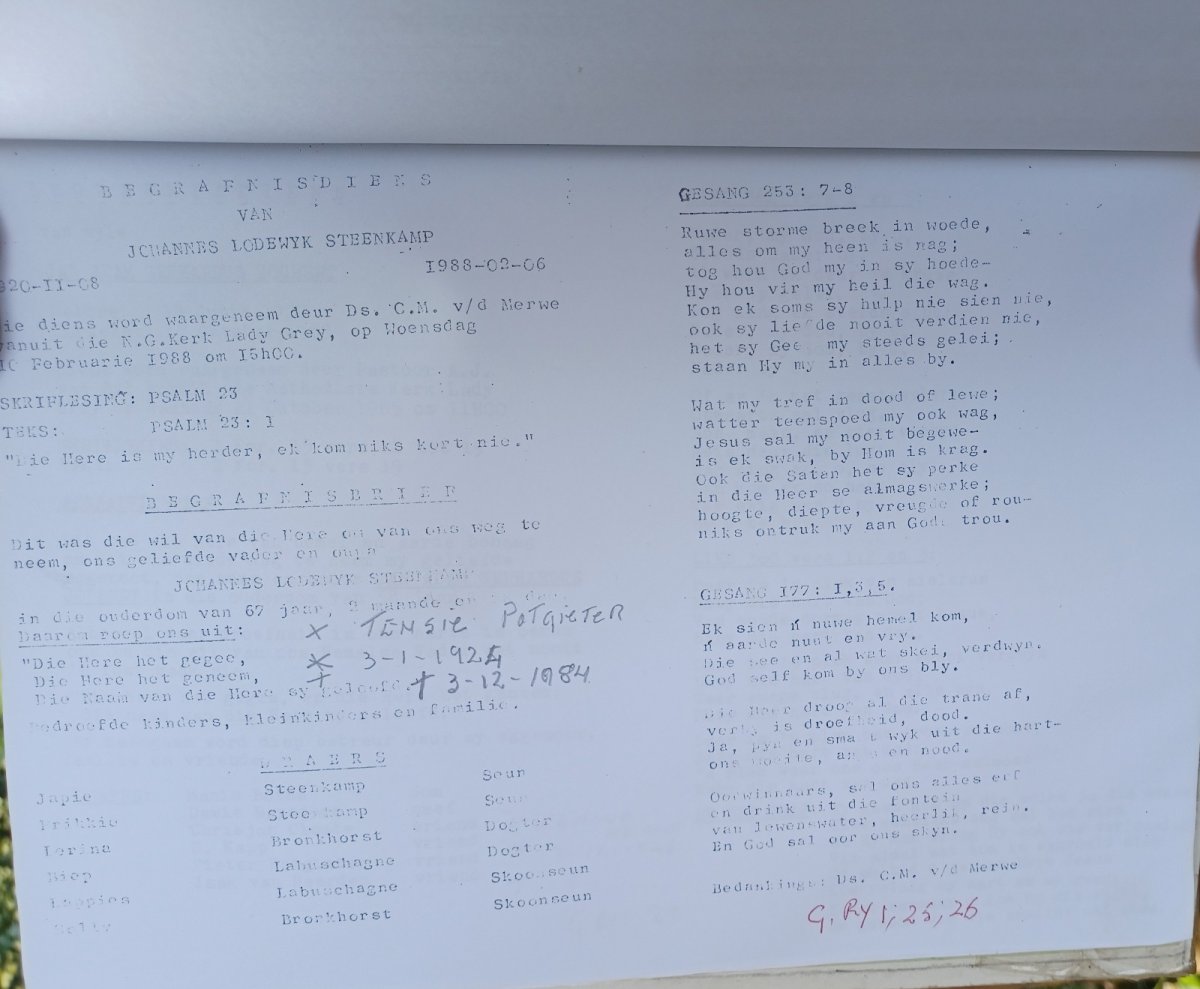 BEGRAFNISDIENS
VAN
JOHANNES LODEWYK STEENKAMP
920-II-08 I988-02-06
ie diens word waargeneem deur Ds. C.M. v/d Merwe
vanuit die N.G.Kerk Lady Grey, op Woensdag
10 Februarie I988 om I5h00.
SKRIFLESING: PSALM 23
TEKS: PSALM 23: I
"Die Here is my herder, ek kom niks kort nie."
BEGRAFNISBRIEF
Dit was die wil van die Here om van ons weg te
neem, ons geliefde vader en oupa
JOHANNES LODEWYK STEENKAMP
in die ouderdom van 67 jaar, maande en
Daarom roep ons uit: x TENSIE POTGIETER
"Die Here het gegee,
Die Here het geneem, 3-1-1924
Die Naam van die Here sy geloof. † 3-12-1984
Bedroefde kinders, kleinkinders en familie.
DRAERS
Japie Steenkamp Seun
Frikkie Steenkamp Seun
Lorina Bronkhorst Dogter
Labuschagne Dogter
Lappies Labuschagne Skoonseun
Bronkhorst Skoonseun
GESANG 253: 7-8
Ruwe storme breek in woede,
alles om my heen is nag;
tog hou God my in sy hoede-
Hy hou vir my heil die wag.
Kon ek soms sy hulp nie sien nie,
ook sy liefde nooit verdien nie,
het sy Gees my steeds gelei;
staan Hy my in alles by.
Wat my tref in dood of lewe;
watter teenspoed my ook wag,
Jesus sal my nooit begewe-
is ek swak, by Hom is krag.
Ook die Satan het sy perke
in die Heer se almagswerke;
hoogte, diepte, vreugde of rou-
niks ontruk my aan Gods trou.
GESANG I77: I,3,5.
Ek sien 'n nuwe hemel kom,
'n aarde nuut en vry.
Die see en al wat skei, verdwyn.
God self kom by ons bly.
Die Heer droog al die trane af,
verby is droefheid, dood.
Ja, pyn en smart wyk uit die hart-
ons moeite, angs en nood.
Oorwinnaars, sal ons alles erf
en drink uit die fontein
van lewenswater, heerlik, rein.
En God sal oor ons skyn.
Bedankings: Ds. C.M. v/d Merwe
G. RY 1; 25; 26